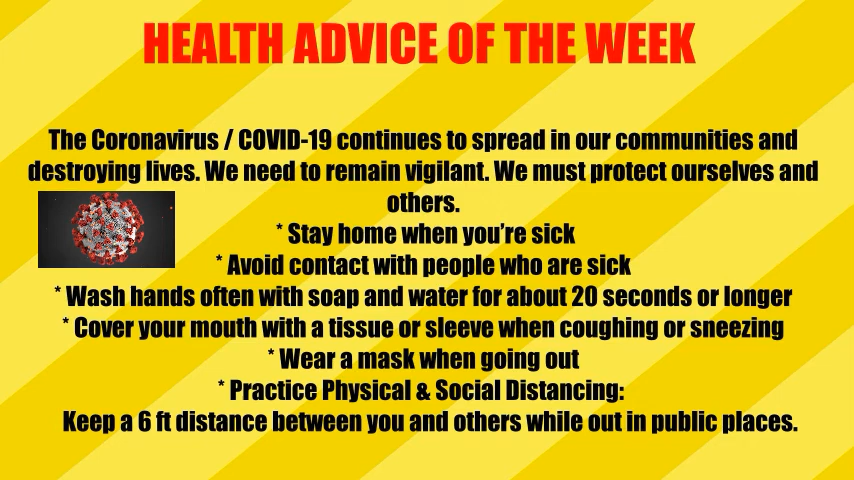 HEALTH ADVICE OF THE WEEK
The Coronavirus / COVID-19 continues to spread in our communities and
destroying lives. We need to remain vigilant. We must protect ourselves and
others.
* Stay home when you’re sick
* Avoid contact with people who are sick
* Wash hands often with soap and water for about 20 seconds or longer
* Cover your mouth with a tissue or sleeve when coughing or sneezing
* Wear a mask when going out
* Practice Physical & Social Distancing:
Keep a 6 ft distance between you and others while out in public places.